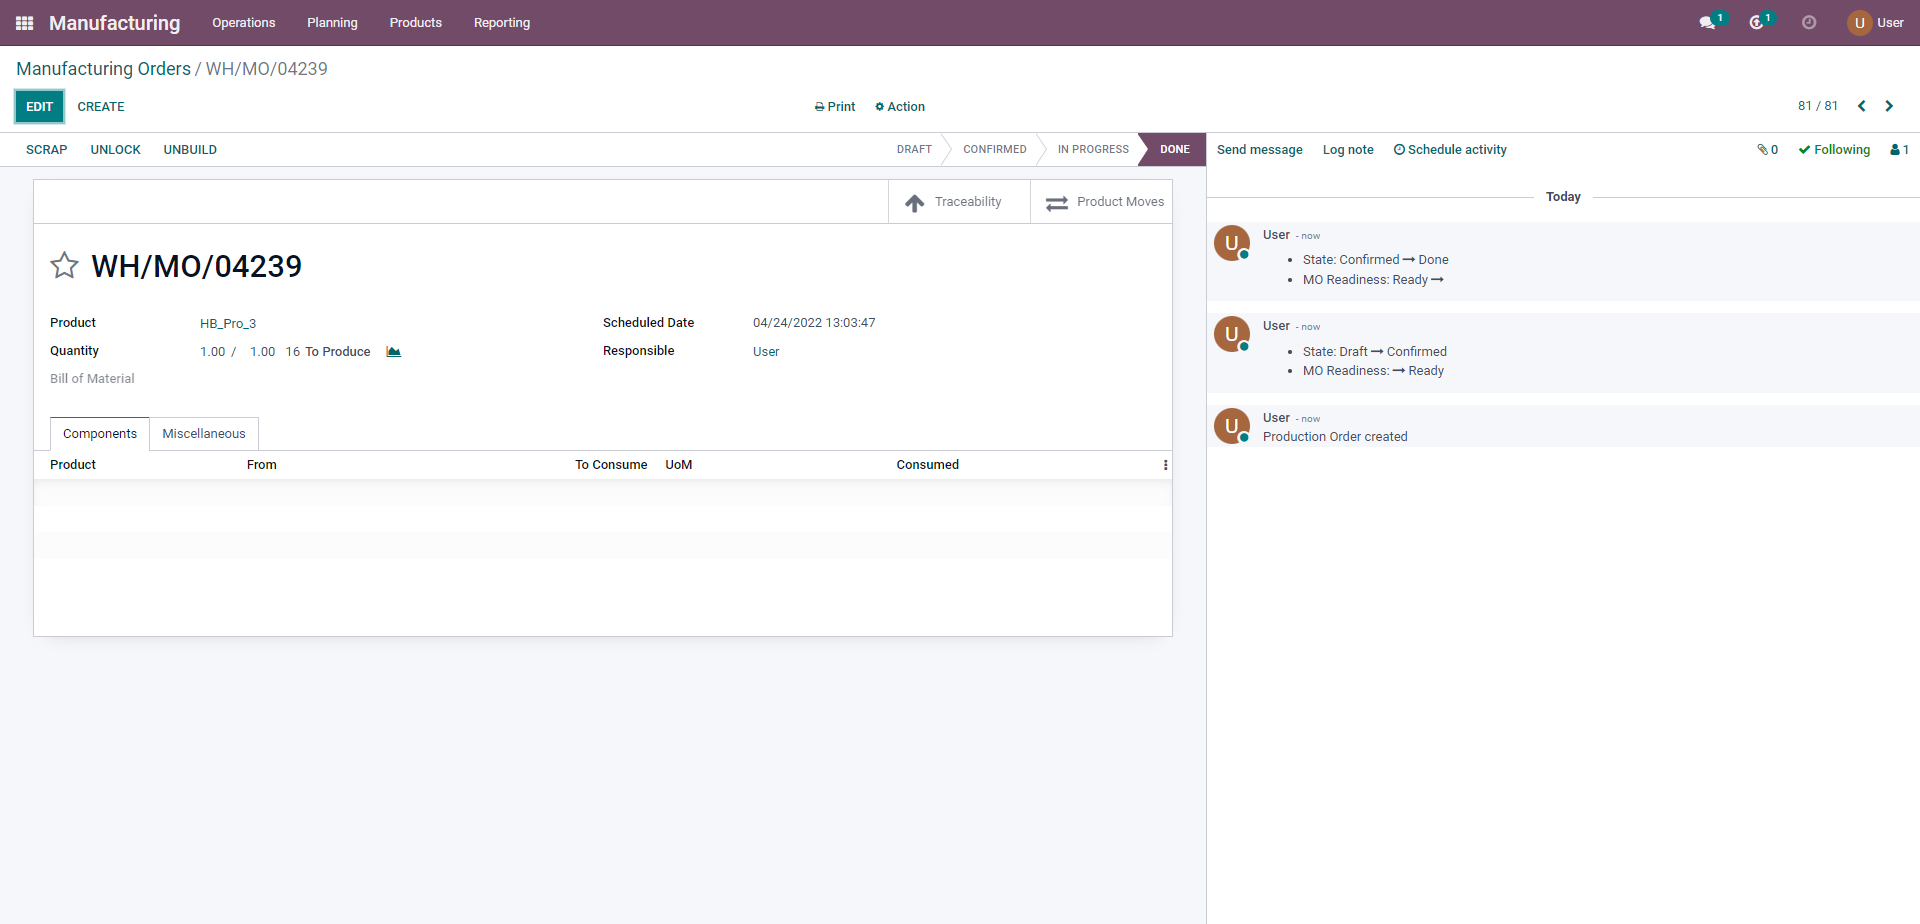 Manufacturing Operations Planning Products Reporting 1 1 U User
Manufacturing Orders / WH/MO/04239
EDIT CREATE Print Action 81 / 81
SCRAP UNLOCK UNBUILD DRAFT CONFIRMED IN PROGRESS DONE Send message Log note Schedule activity 0 Following 1
Today
Traceability Product Moves
WH/MO/04239
Product HB_Pro_3 Scheduled Date 04/24/2022 13:03:47
Quantity 1.00 / 1.00 16 To Produce Responsible User
Bill of Material
Components Miscellaneous
Product From To Consume UoM Consumed
U User - now
State: Confirmed → Done
MO Readiness: Ready →
U User - now
State: Draft → Confirmed
MO Readiness: → Ready
U User - now
Production Order created